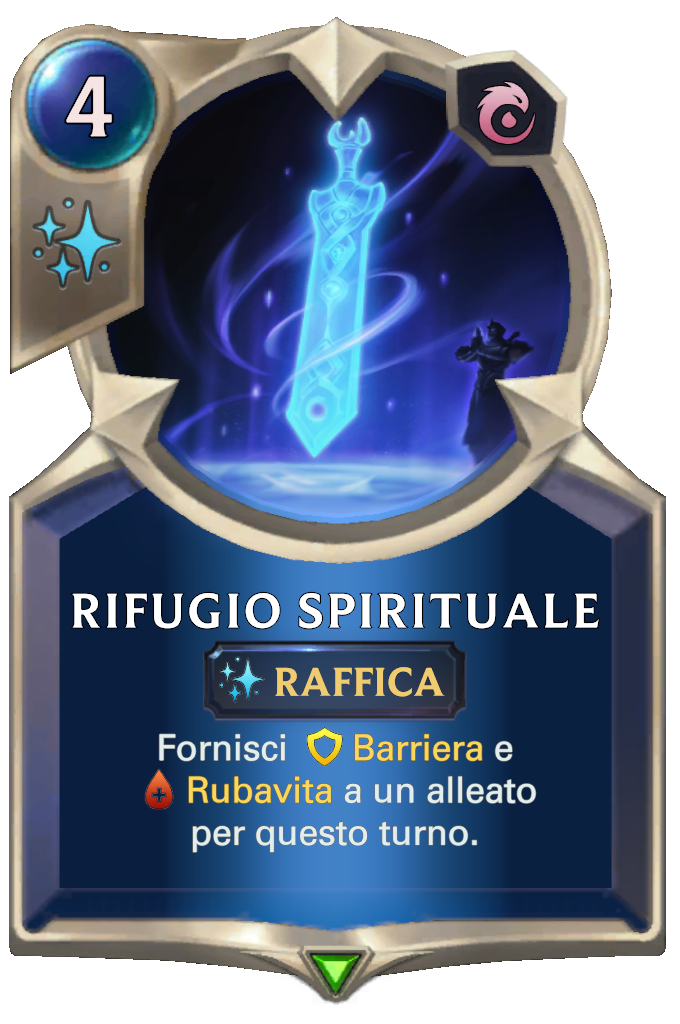 4
RIFUGIO SPIRITUALE
RAFFICA
Fornisci Barriera e
Rubavita a un alleato
per questo turno.